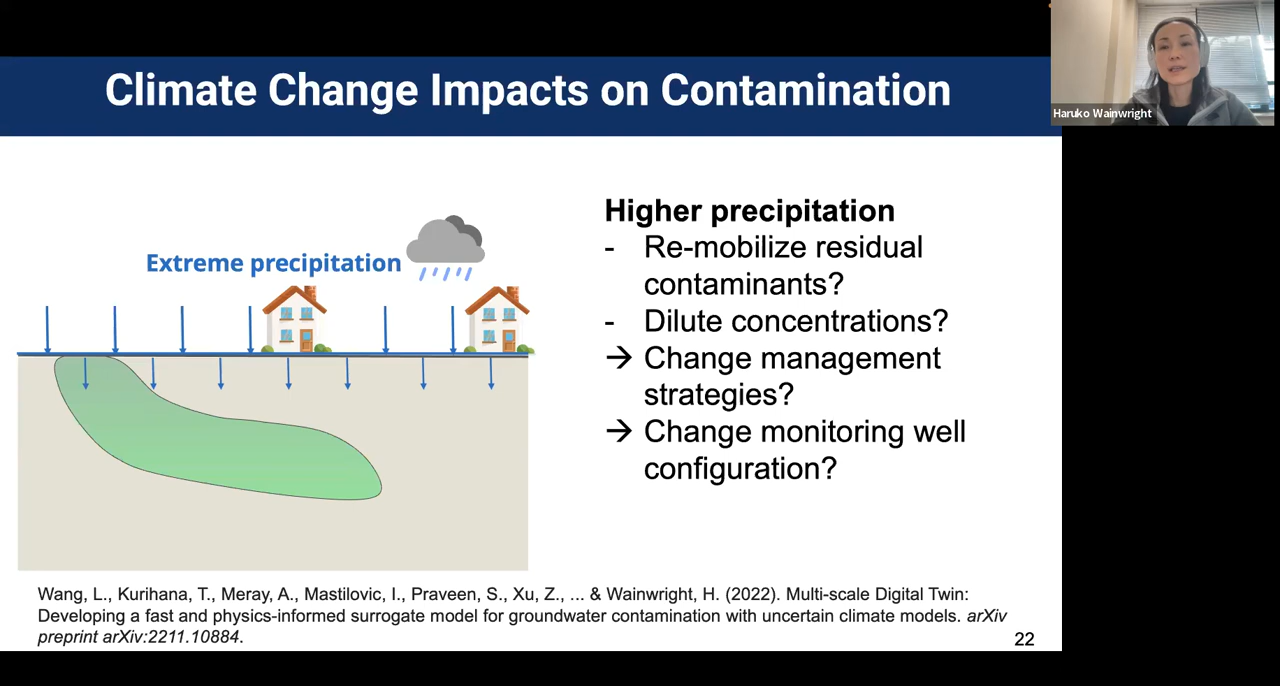 Climate Change Impacts on Contamination
Haruko Wainwright
Extreme precipitation
Higher precipitation
- Re-mobilize residual
contaminants?
- Dilute concentrations?
→ Change management
strategies?
→ Change monitoring well
configuration?
Wang, L., Kurihana, T., Meray, A., Mastilovic, I., Praveen, S., Xu, Z., ... & Wainwright, H. (2022). Multi-scale Digital Twin:
Developing a fast and physics-informed surrogate model for groundwater contamination with uncertain climate models. arXiv
preprint arXiv:2211.10884.
22